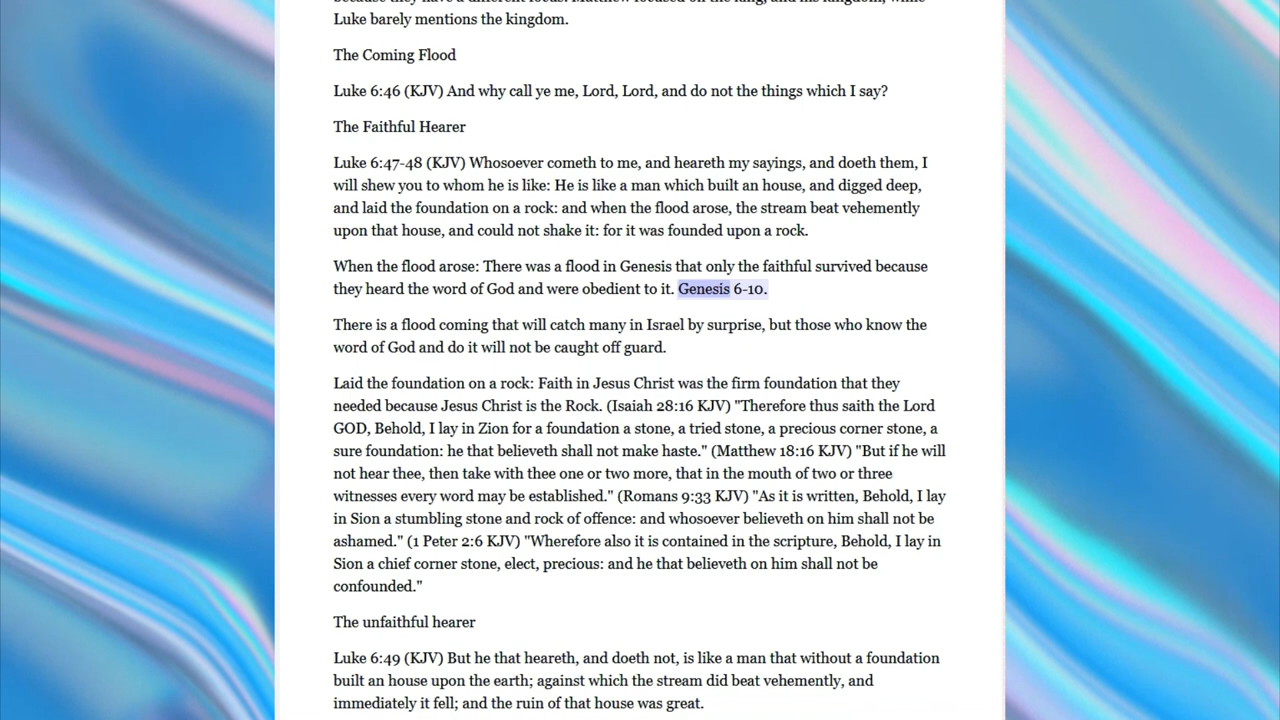 Luke barely mentions the kingdom.
The Coming Flood
Luke 6:46 (KJV) And why call ye me, Lord, Lord, and do not the things which I say?
The Faithful Hearer
Luke 6:47-48 (KJV) Whosoever cometh to me, and heareth my sayings, and doeth them, I
will shew you to whom he is like: He is like a man which built an house, and digged deep,
and laid the foundation on a rock: and when the flood arose, the stream beat vehemently
upon that house, and could not shake it: for it was founded upon a rock.
When the flood arose: There was a flood in Genesis that only the faithful survived because
they heard the word of God and were obedient to it. Genesis 6-10.
There is a flood coming that will catch many in Israel by surprise, but those who know the
word of God and do it will not be caught off guard.
Laid the foundation on a rock: Faith in Jesus Christ was the firm foundation that they
needed because Jesus Christ is the Rock. (Isaiah 28:16 KJV) "Therefore thus saith the Lord
GOD, Behold, I lay in Zion for a foundation a stone, a tried stone, a precious corner stone, a
sure foundation: he that believeth shall not make haste." (Matthew 18:16 KJV) "But if he will
not hear thee, then take with thee one or two more, that in the mouth of two or three
witnesses every word may be established." (Romans 9:33 KJV) "As it is written, Behold, I lay
in Sion a stumbling stone and rock of offence: and whosoever believeth on him shall not be
ashamed." (1 Peter 2:6 KJV) "Wherefore also it is contained in the scripture, Behold, I lay in
Sion a chief corner stone, elect, precious: and he that believeth on him shall not be
confounded."
The unfaithful hearer
Luke 6:49 (KJV) But he that heareth, and doeth not, is like a man that without a foundation
built an house upon the earth; against which the stream did beat vehemently, and
immediately it fell; and the ruin of that house was great.